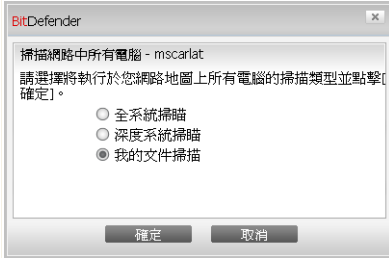 BitDefender
掃描網路中所有電腦 - mscarlat
請選擇將執行於您網路地圖上所有電腦的掃描類型並點擊[
確定]。
全系統掃瞄
深度系統掃瞄
我的文件掃描
確定
取消